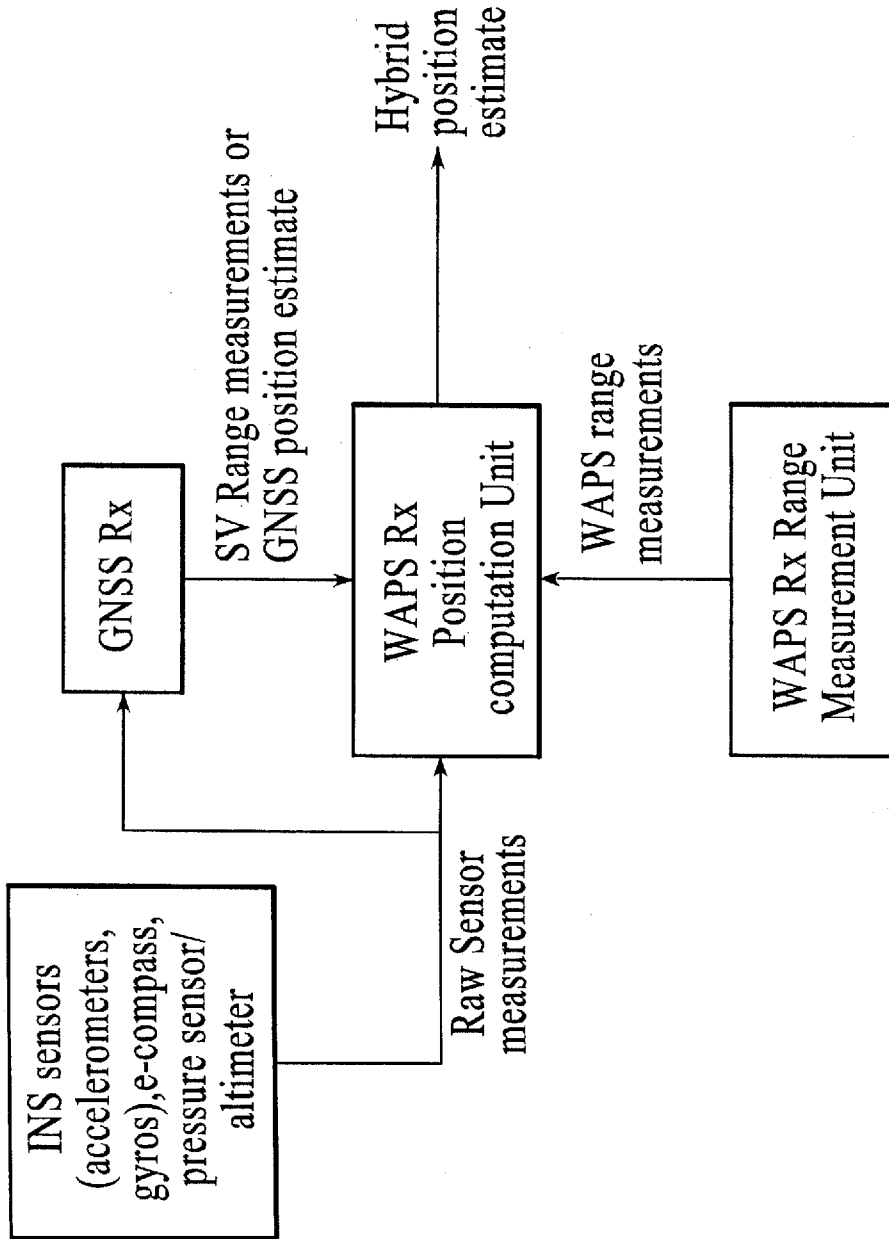 INS sensors
(accelerometers,
gyros),e-compass,
pressure sensor/
altimeter
Raw Sensor
measurements
GNSS Rx
SV Range measurements or
GNSS position estimate
WAPS Rx
Position
computation Unit
Hybrid
position
estimate
WAPS range
measurements
WAPS Rx Range
Measurement Unit